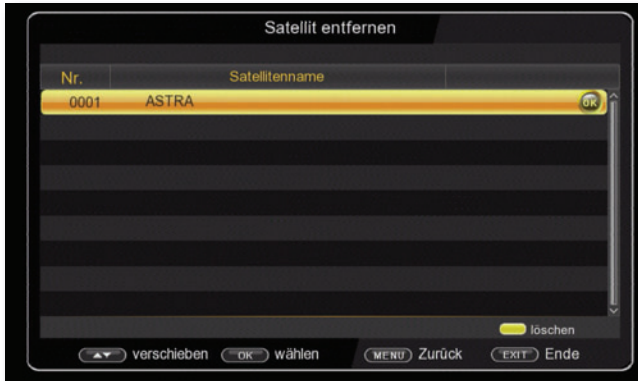 Satellit entfernen
Nr. Satellitenname
0001 ASTRA OK
löschen
verschieben OK wählen MENU Zurück EXIT Ende